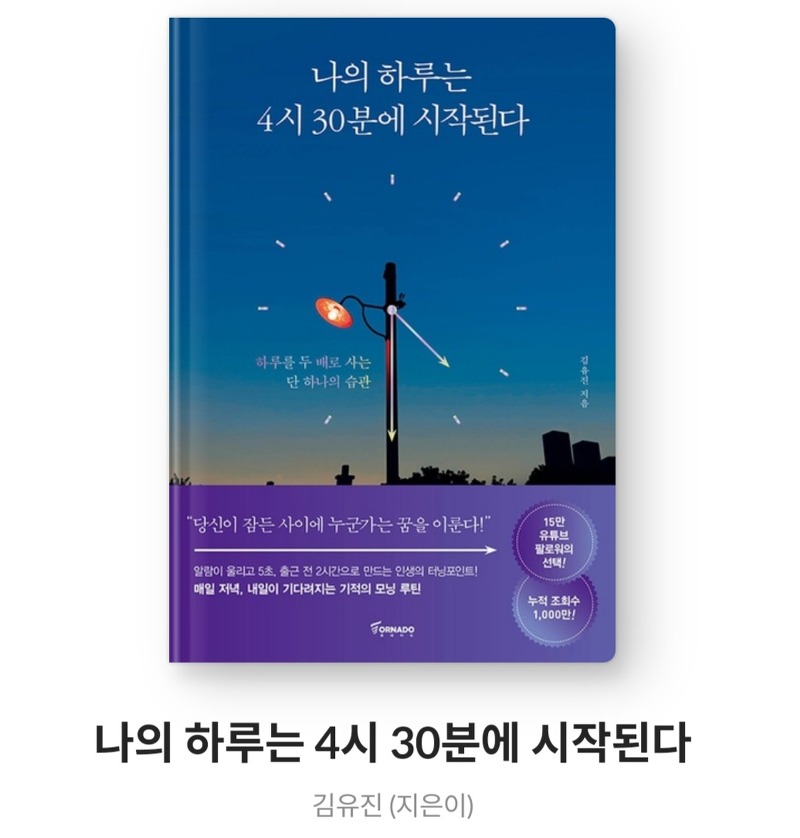 나의 하루는
4시 30분에 시작된다
하루를 두 배로 사는
단 하나의 습관
김유진 지음
“당신이 잠든 사이에 누군가는 꿈을 이룬다!”
알람이 울리고 5초, 출근 전 2시간으로 만드는 인생의 터닝포인트!
매일 저녁, 내일이 기다려지는 기적의 모닝 루틴
15만
유튜브
팔로워의
선택!
누적 조회수
1,000만!
TORNADO
나의 하루는 4시 30분에 시작된다
김유진 (지은이)